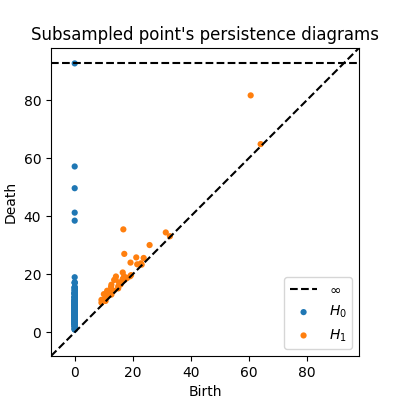 Subsampled point's persistence diagrams
Death
80
60
40
20
0
∞
H₀
H₁
0 20 40 60 80
Birth